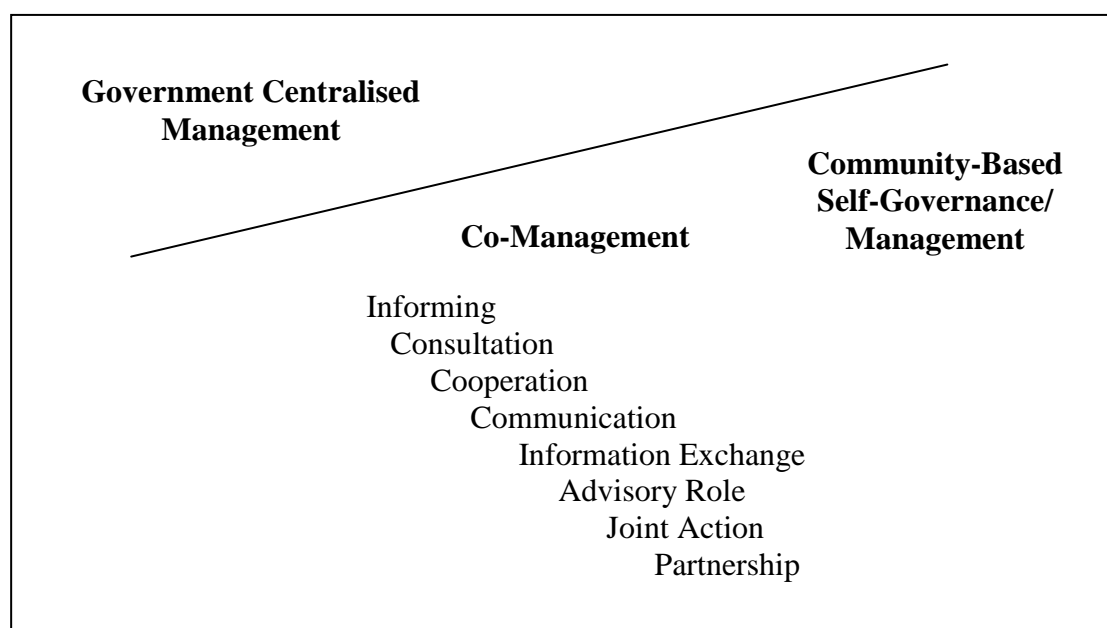 Government Centralised
Management
Community-Based
Self-Governance/
Management
Co-Management
Informing
Consultation
Cooperation
Communication
Information Exchange
Advisory Role
Joint Action
Partnership